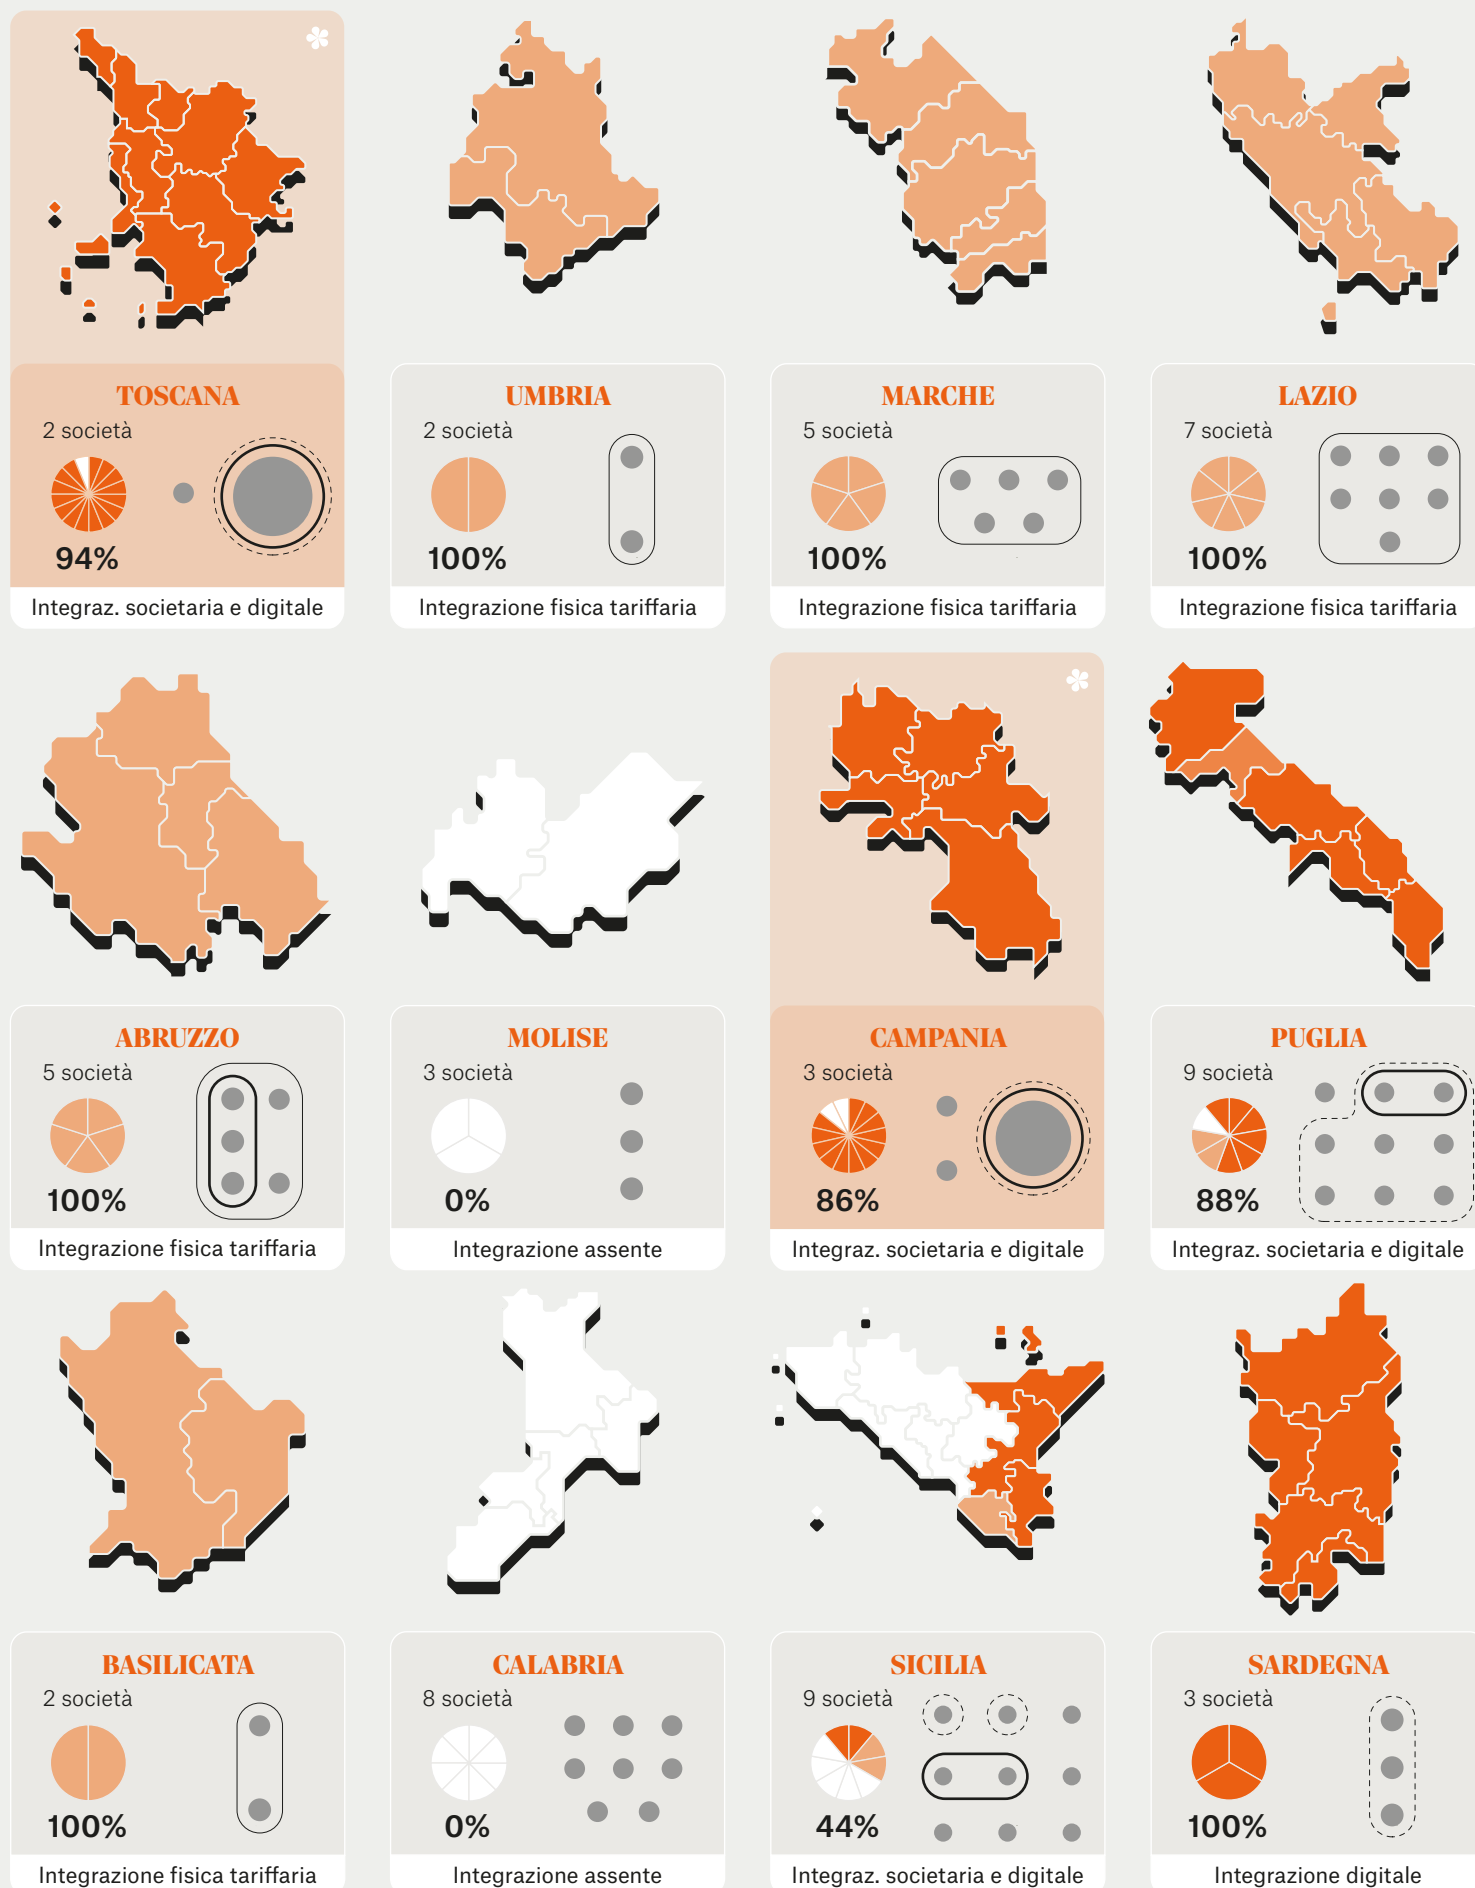 TOSCANA
2 società
94%
Integraz. societaria e digitale
UMBRIA
2 società
100%
Integrazione fisica tariffaria
MARCHE
5 società
100%
Integrazione fisica tariffaria
LAZIO
7 società
100%
Integrazione fisica tariffaria
ABRUZZO
5 società
100%
Integrazione fisica tariffaria
MOLISE
3 società
0%
Integrazione assente
CAMPANIA
3 società
86%
Integraz. societaria e digitale
PUGLIA
9 società
88%
Integraz. societaria e digitale
BASILICATA
2 società
100%
Integrazione fisica tariffaria
CALABRIA
8 società
0%
Integrazione assente
SICILIA
9 società
44%
Integraz. societaria e digitale
SARDEGNA
3 società
100%
Integrazione digitale